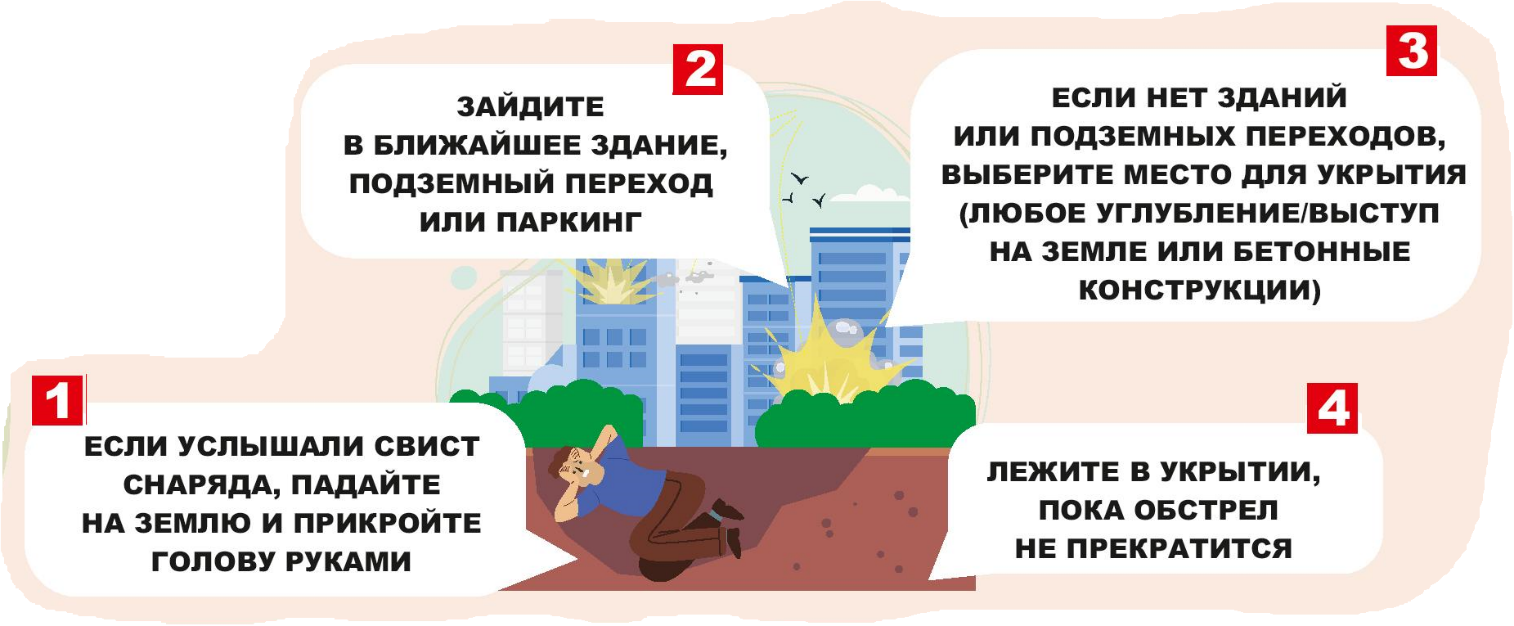 1
ЕСЛИ УСЛЫШАЛИ СВИСТ
СНАРЯДА, ПАДАЙТЕ
НА ЗЕМЛЮ И ПРИКРОЙТЕ
ГОЛОВУ РУКАМИ
2
ЗАЙДИТЕ
В БЛИЖАЙШЕЕ ЗДАНИЕ,
ПОДЗЕМНЫЙ ПЕРЕХОД
ИЛИ ПАРКИНГ
3
ЕСЛИ НЕТ ЗДАНИЙ
ИЛИ ПОДЗЕМНЫХ ПЕРЕХОДОВ,
ВЫБЕРИТЕ МЕСТО ДЛЯ УКРЫТИЯ
(ЛЮБОЕ УГЛУБЛЕНИЕ/ВЫСТУП
НА ЗЕМЛЕ ИЛИ БЕТОННЫЕ
КОНСТРУКЦИИ)
4
ЛЕЖИТЕ В УКРЫТИИ,
ПОКА ОБСТРЕЛ
НЕ ПРЕКРАТИТСЯ